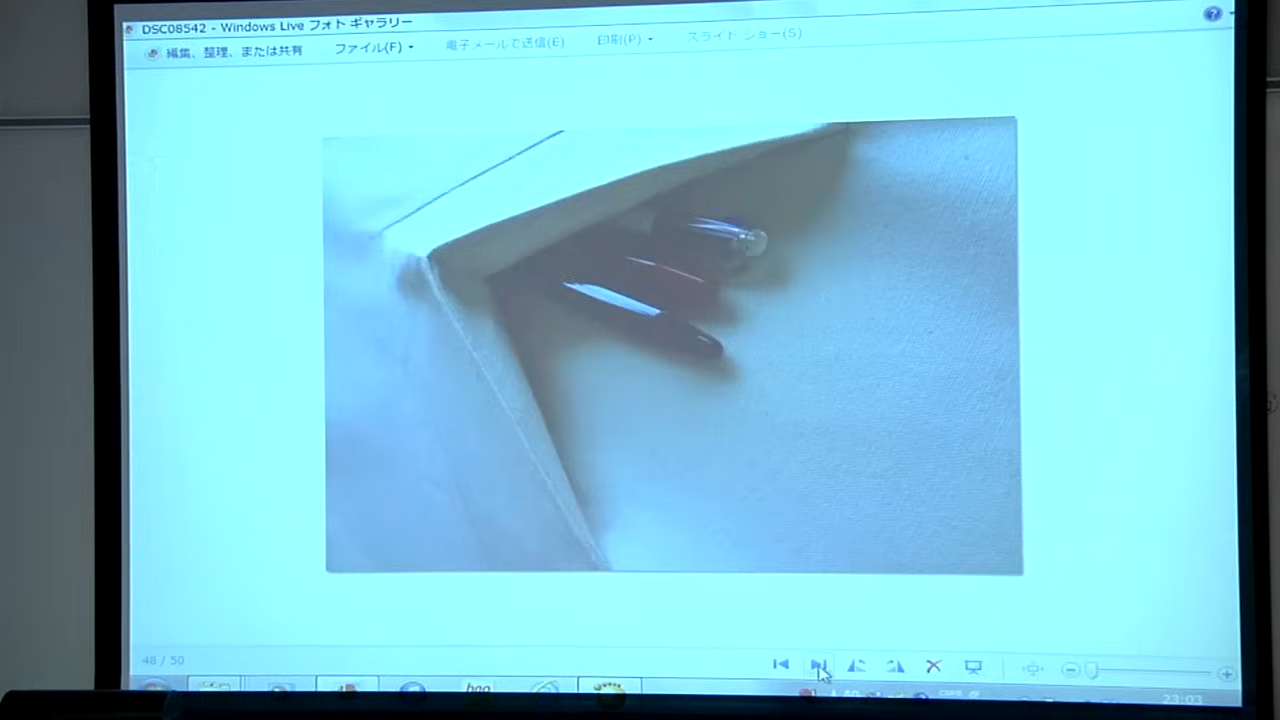 DSC08542 - Windows Live フォト ギャラリー
編集、整理、または共有 ファイル(F) 電子メールで送信(E) 印刷(P) スライド ショー(S)
48 / 50
23:03